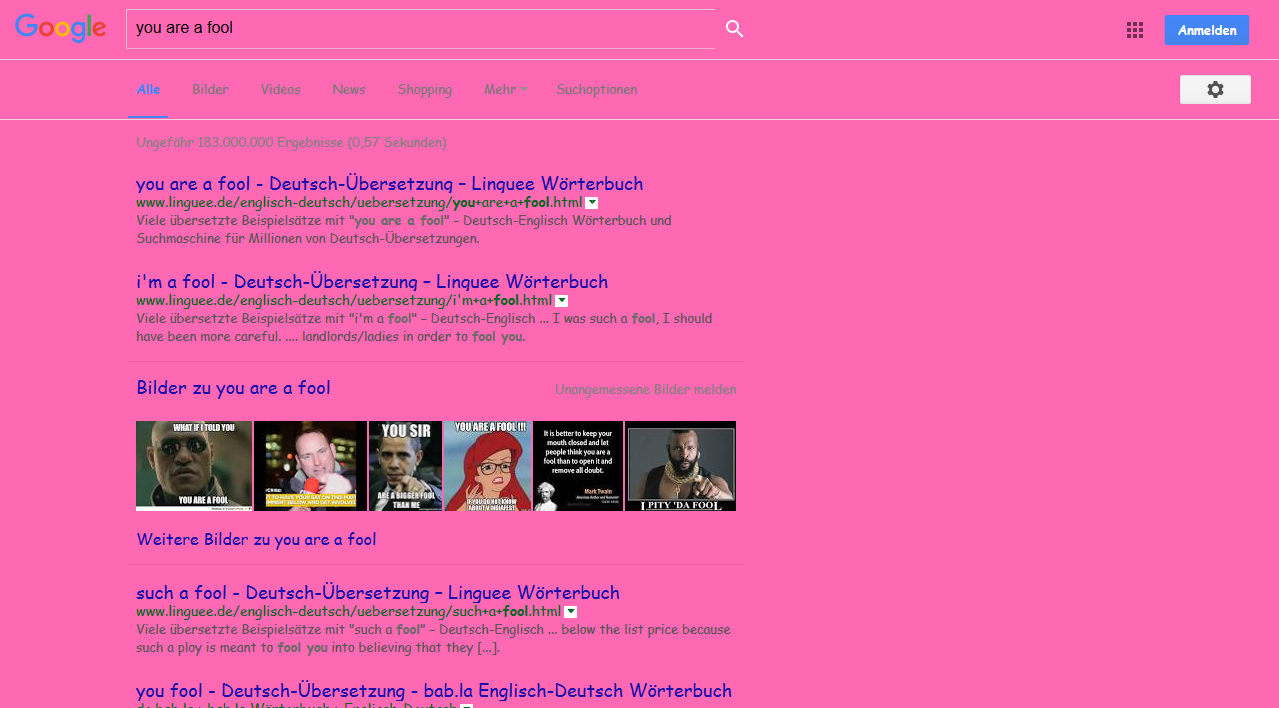 Google
you are a fool
Anmelden
Alle Bilder Videos News Shopping Mehr Suchoptionen
Ungefähr 183.000.000 Ergebnisse (0,57 Sekunden)
you are a fool - Deutsch-Übersetzung – Linguee Wörterbuch
www.linguee.de/englisch-deutsch/uebersetzung/you+are+a+fool.html
Viele übersetzte Beispielsätze mit "you are a fool" – Deutsch-Englisch Wörterbuch und
Suchmaschine für Millionen von Deutsch-Übersetzungen.
i'm a fool - Deutsch-Übersetzung – Linguee Wörterbuch
www.linguee.de/englisch-deutsch/uebersetzung/i'm+a+fool.html
Viele übersetzte Beispielsätze mit "i'm a fool" – Deutsch-Englisch ... I was such a fool, I should
have been more careful. .... landlords/ladies in order to fool you.
Bilder zu you are a fool
Unangemessene Bilder melden
WHAT IF I TOLD YOU
YOU ARE A FOOL
YOU SIR
ARE A BIGGER FOOL
THAN ME
YOU ARE A FOOL !!!
IF YOU DO NOT KNOW
It is better to keep your
mouth closed and let
people think you are a
fool than to open it and
remove all doubt.
Mark Twain
I PITY 'DA FOOL
Weitere Bilder zu you are a fool
such a fool - Deutsch-Übersetzung – Linguee Wörterbuch
www.linguee.de/englisch-deutsch/uebersetzung/such+a+fool.html
Viele übersetzte Beispielsätze mit "such a fool" – Deutsch-Englisch ... below the list price because
such a ploy is meant to fool you into believing that they [...].
you fool - Deutsch-Übersetzung - bab.la Englisch-Deutsch Wörterbuch